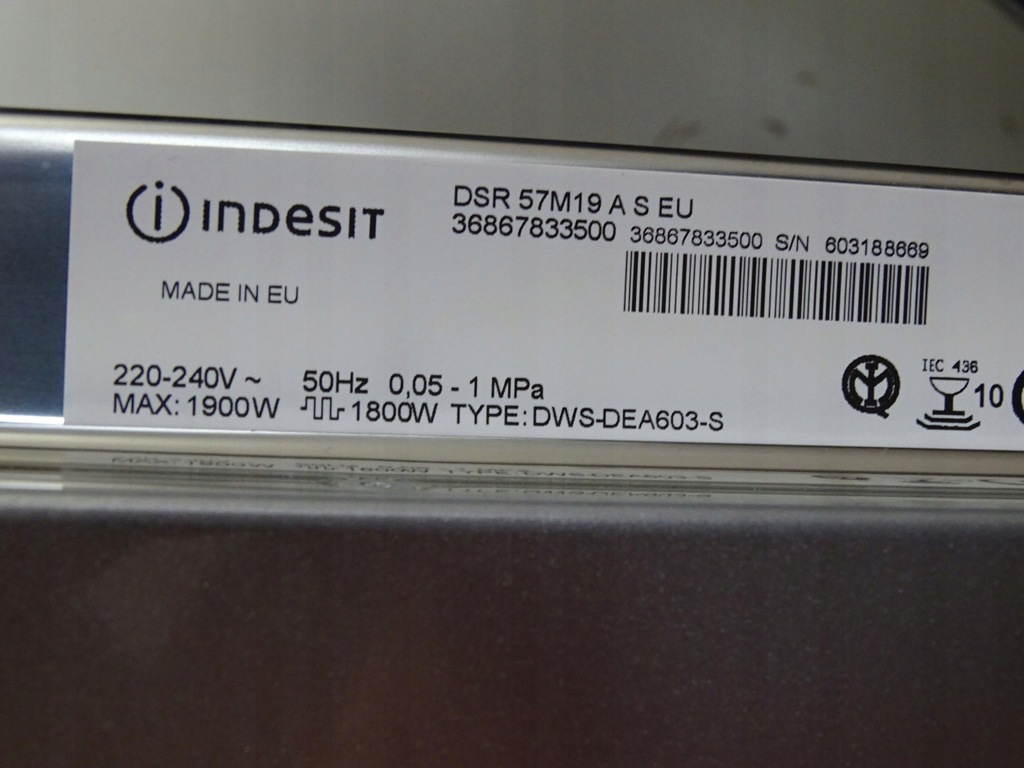 INDESIT
DSR 57M19 A S EU
36867833500 36867833500 S/N 603188669
MADE IN EU
220-240V ~ 50Hz 0,05 - 1 MPa
MAX: 1900W 1800W TYPE: DWS-DEA603-S
IEC 436
10